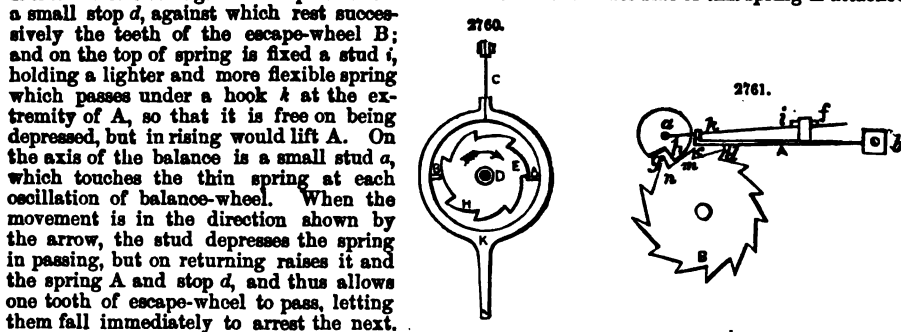 a small stop d, against which rest succes-
sively the teeth of the escape-wheel B;
and on the top of spring is fixed a stud i,
holding a lighter and more flexible spring
which passes under a hook k at the ex-
tremity of A, so that it is free on being
depressed, but in rising would lift A. On
the axis of the balance is a small stud a,
which touches the thin spring at each
oscillation of balance-wheel. When the
movement is in the direction shown by
the arrow, the stud depresses the spring
in passing, but on returning raises it and
the spring A and stop d, and thus allows
one tooth of escape-wheel to pass, letting
them fall immediately to arrest the next.
2760.
C
G
E
A
D
H
K
2761.
a
k
i
f
b
h
g
m
d
A
n
B